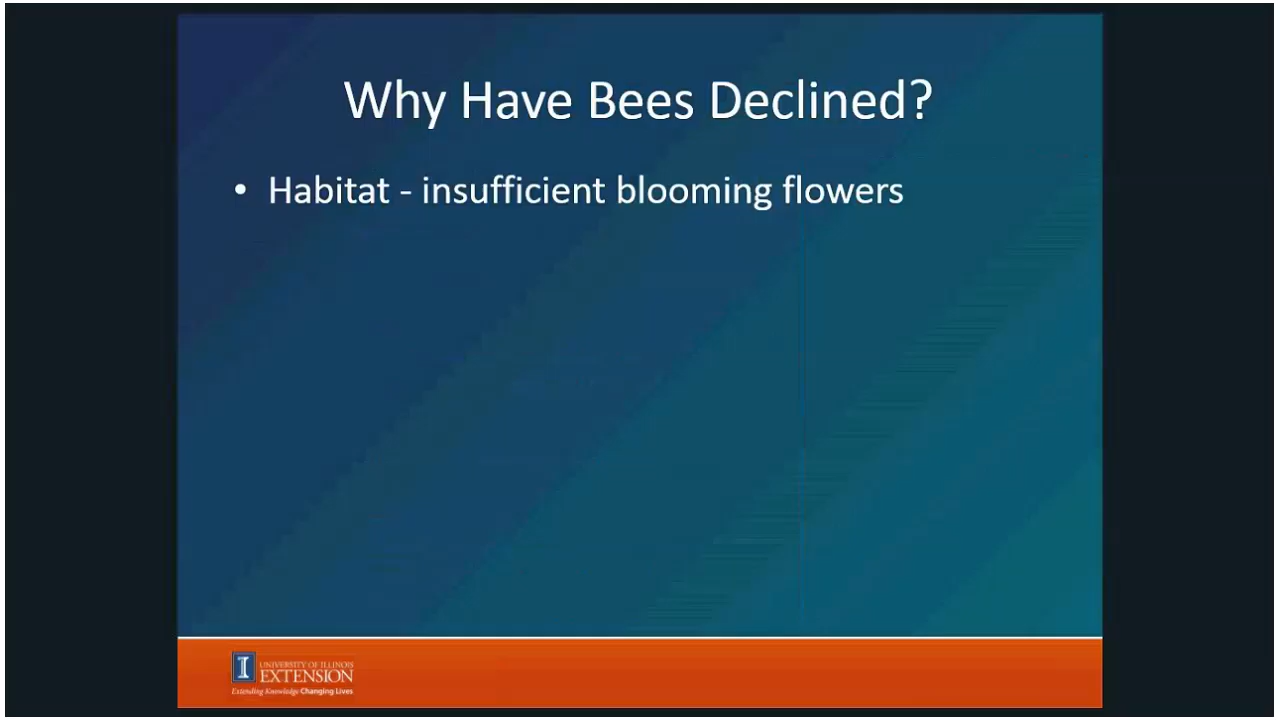 Why Have Bees Declined?
• Habitat - insufficient blooming flowers
I UNIVERSITY OF ILLINOIS
EXTENSION
Extending Knowledge Changing Lives